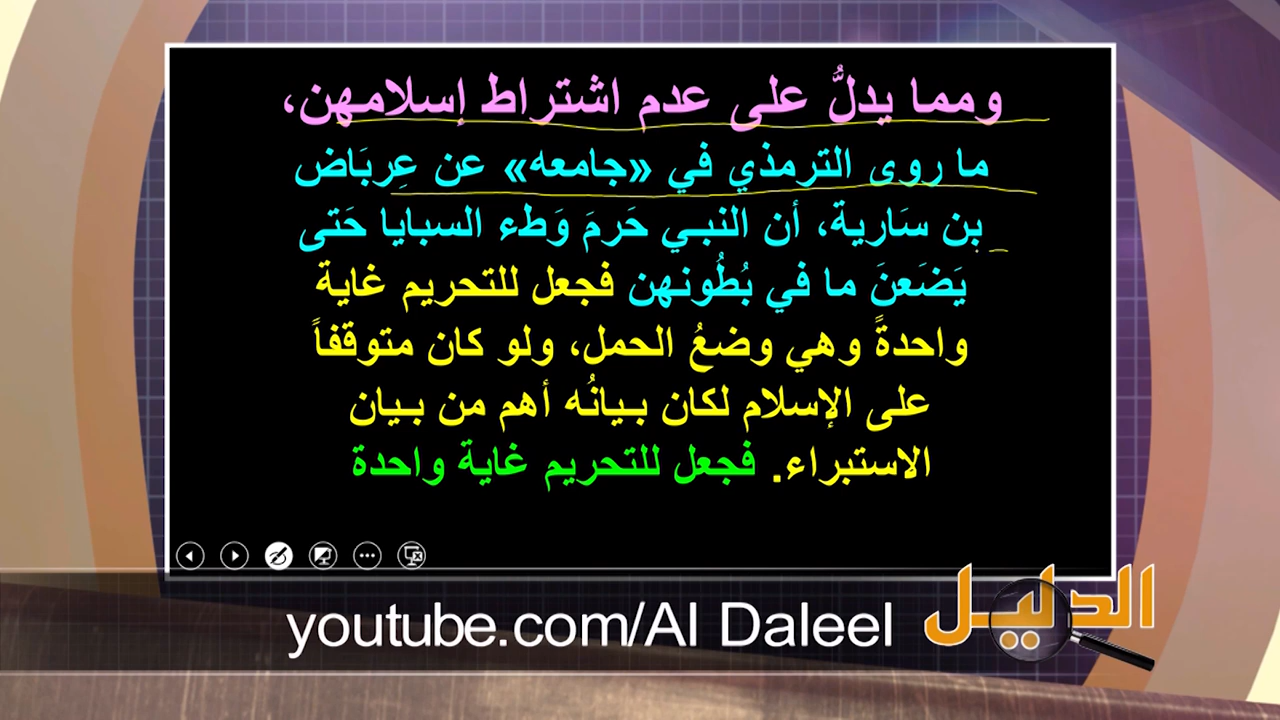 ومما يدلُّ على عدم اشتراط إسلامهن،
ما روى الترمذي في «جامعه» عن عِربَاض
بن سَارية، أن النبي حَرمَ وَطء السبايا حَتى
يَضَعنَ ما في بُطُونهن فجعل للتحريم غاية
واحدةً وهي وضعُ الحمل، ولو كان متوقفاً
على الإسلام لكان بيانُه أهم من بيان
الاستبراء. فجعل للتحريم غاية واحدة
youtube.com/Al Daleel
الدليل